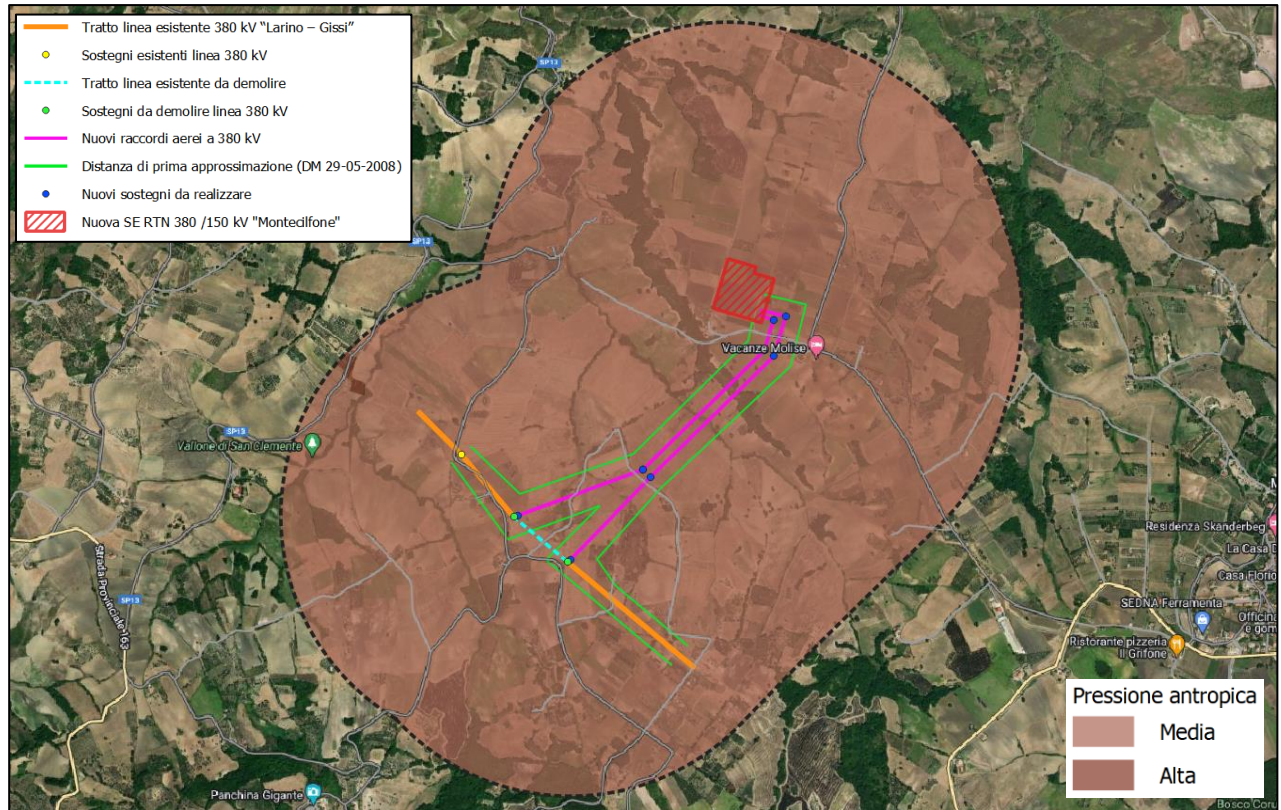 Tratto linea esistente 380 kV “Larino – Gissi”
Sostegni esistenti linea 380 kV
Tratto linea esistente da demolire
Sostegni da demolire linea 380 kV
Nuovi raccordi aerei a 380 kV
Distanza di prima approssimazione (DM 29-05-2008)
Nuovi sostegni da realizzare
Nuova SE RTN 380 /150 kV "Montecilfone"
SP13
SP13
Vacanze Molise
SP13
Vallone di San Clemente
Residenza Skanderbeg
La Casa D
Strada Provinciale 163
SP13
Casa Florio
SEDNA Ferramenta
Officina
e gom
Ristorante pizzeria
Il Grifone
Pressione antropica
Media
Alta
Panchina Gigante